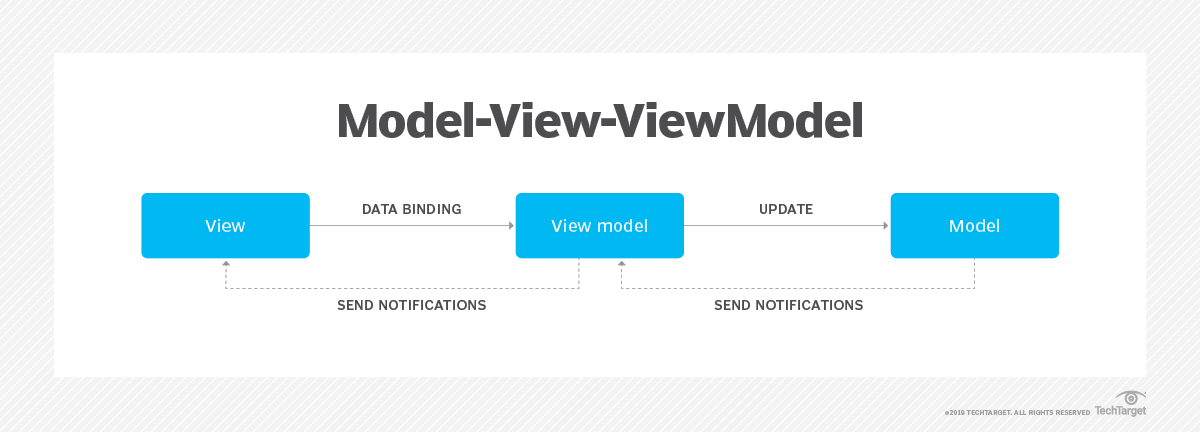 Model-View-ViewModel
View
DATA BINDING
View model
UPDATE
Model
SEND NOTIFICATIONS
SEND NOTIFICATIONS
©2019 TECHTARGET. ALL RIGHTS RESERVED
TechTarget